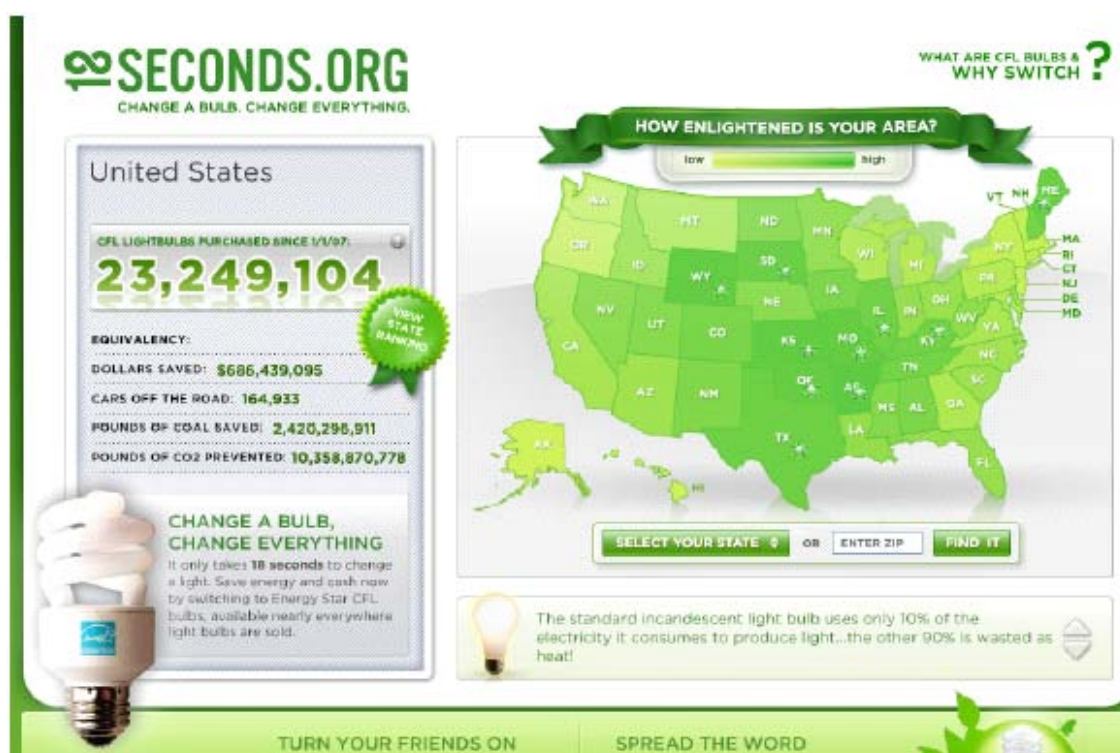 18SECONDS.ORG
CHANGE A BULB. CHANGE EVERYTHING.
WHAT ARE CFL BULBS &
WHY SWITCH ?
United States
CFL LIGHTBULBS PURCHASED SINCE 1/1/07:
23,249,104
VIEW
STATE
RANKING
EQUIVALENCY:
DOLLARS SAVED: $686,439,095
CARS OFF THE ROAD: 164,933
POUNDS OF COAL SAVED: 2,420,296,911
POUNDS OF CO2 PREVENTED: 10,358,870,778
CHANGE A BULB,
CHANGE EVERYTHING
It only takes 18 seconds to change
a light. Save energy and cash now
by switching to Energy Star CFL
bulbs, available nearly everywhere
light bulbs are sold.
HOW ENLIGHTENED IS YOUR AREA?
low high
WA MT ND MN VT NH ME
OR ID WY SD WI MI NY MA
RI
CT
NJ
DE
MD
NV UT CO NE IA IL IN OH PA
CA KS MO KY WV VA
AZ NM OK AR TN NC
SC
TX LA MS AL GA
AK HI FL
SELECT YOUR STATE OR ENTER ZIP FIND IT
The standard incandescent light bulb uses only 10% of the
electricity it consumes to produce light...the other 90% is wasted as
heat!
TURN YOUR FRIENDS ON SPREAD THE WORD